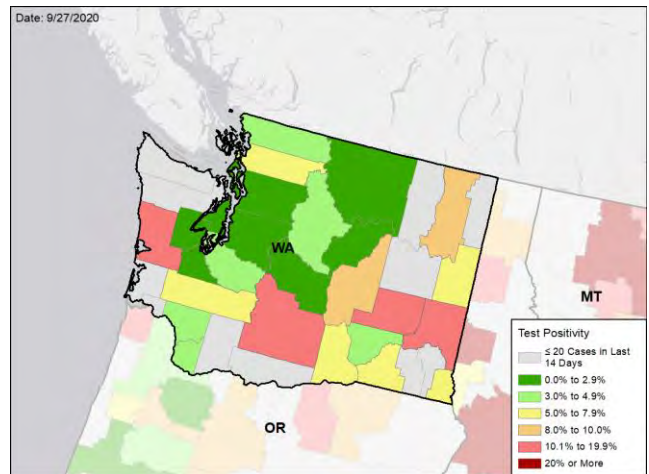 Date: 9/27/2020
WA
MT
OR
Test Positivity
≤ 20 Cases in Last
14 Days
0.0% to 2.9%
3.0% to 4.9%
5.0% to 7.9%
8.0% to 10.0%
10.1% to 19.9%
20% or More